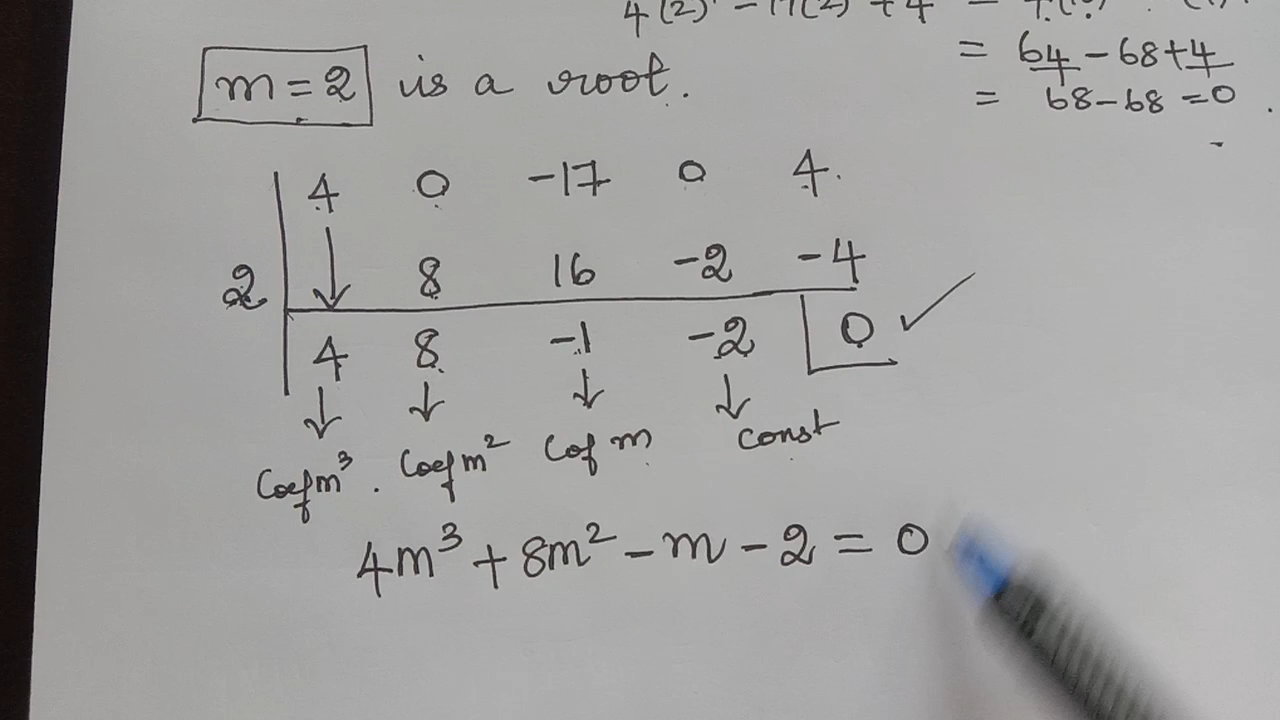 = 64 - 68 + 4
m = 2 is a root.
= 68 - 68 = 0 .
4 0 -17 0 4.
2 8 16 -2 -4
4 8 -1 -2 0 ✓
↓ ↓ ↓ ↓
Coef m³ . Coef m² Cof m Const
4m³ + 8m² - m - 2 = 0